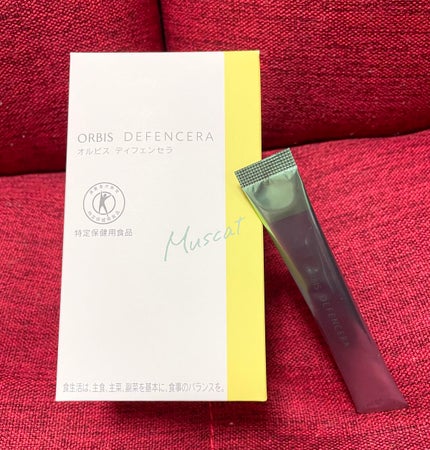 ORBIS DEFENCERA
オルビス ディフェンセラ
特定保健用食品
Muscat
食生活は、主食、主菜、副菜を基本に、食事のバランスを。
ORBIS DEFENCERA